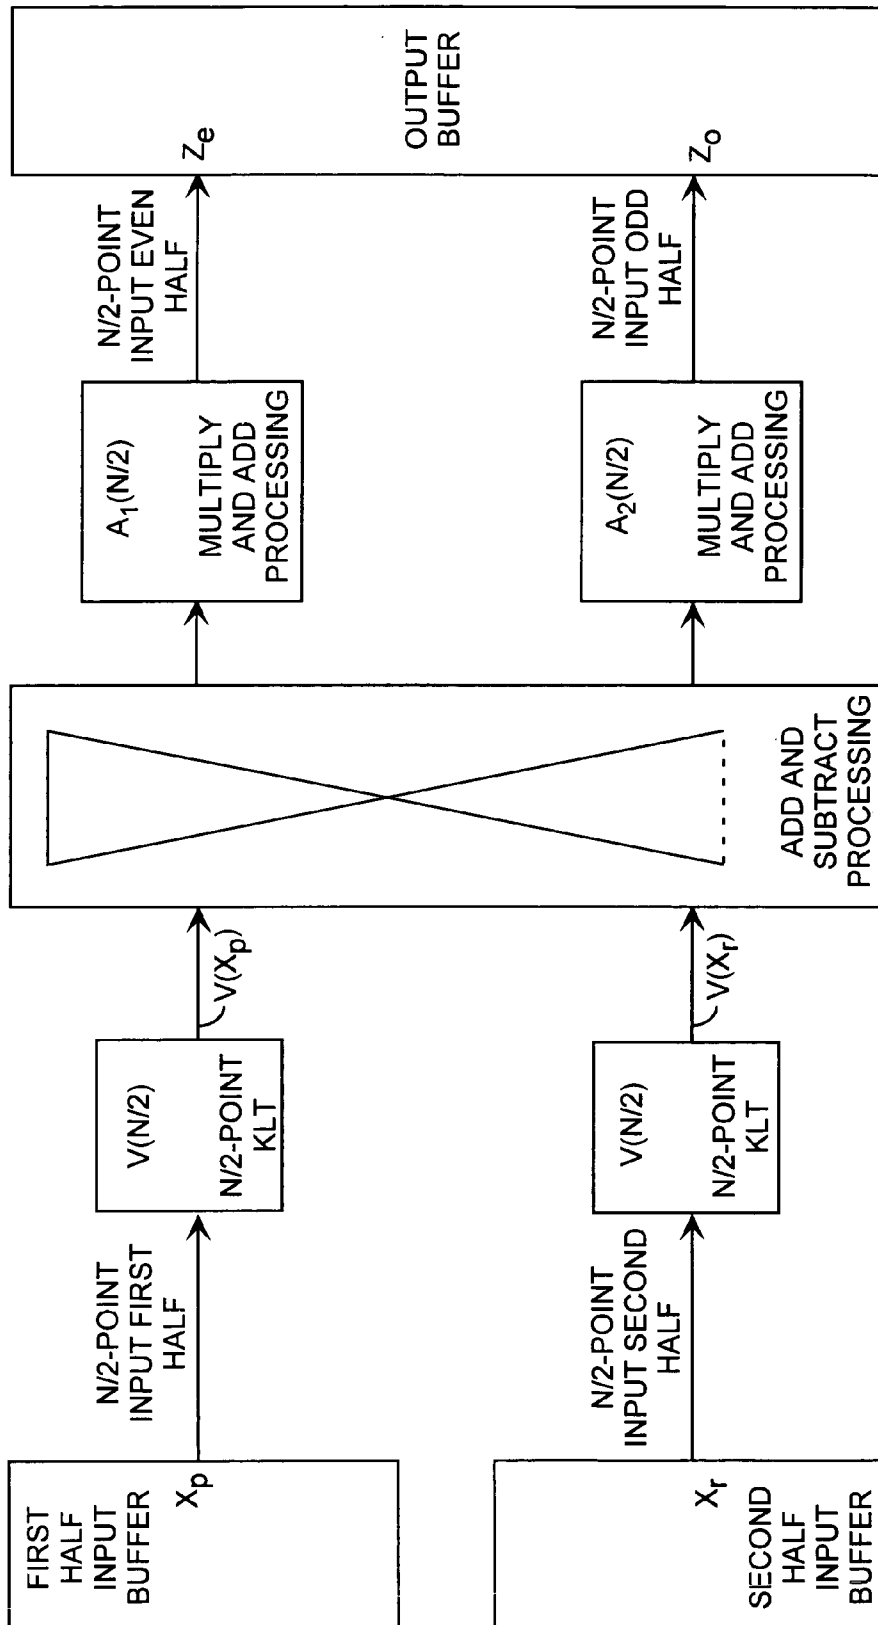 FIRST
HALF
INPUT
BUFFER
Xp
N/2-POINT
INPUT FIRST
HALF
V(N/2)
N/2-POINT
KLT
V(Xp)
SECOND
HALF
INPUT
BUFFER
Xr
N/2-POINT
INPUT SECOND
HALF
V(N/2)
N/2-POINT
KLT
V(Xr)
ADD AND
SUBTRACT
PROCESSING
A1(N/2)
MULTIPLY
AND ADD
PROCESSING
N/2-POINT
INPUT EVEN
HALF
Ze
A2(N/2)
MULTIPLY
AND ADD
PROCESSING
N/2-POINT
INPUT ODD
HALF
Zo
OUTPUT
BUFFER